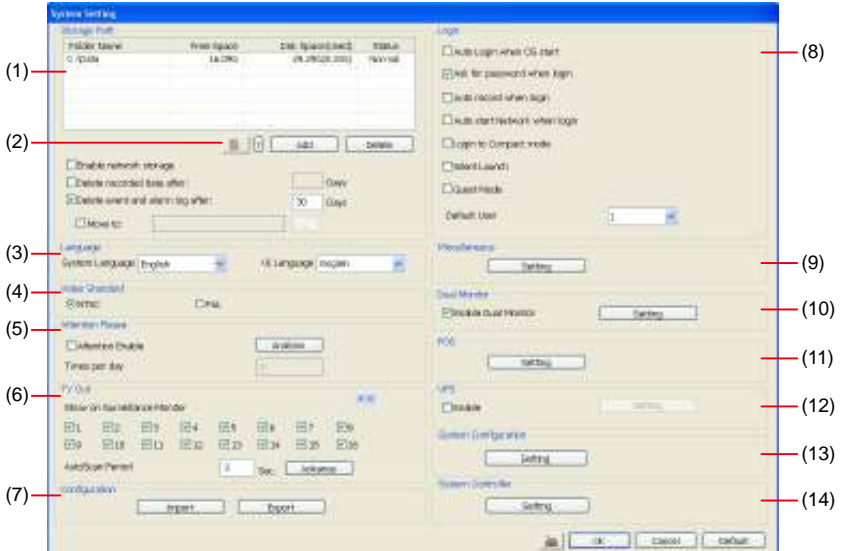 System Setting
Storage Path
Folder Name Free Space Disk Space(Used) Status
Normal
(1)
(2)
Add Delete
Enable network storage
Delete recorded data after: Days
Delete event and alarm log after: 30 Days
Move to:
(3)
Language
System Language English UI Language English
(4)
Video Standard
NTSC PAL
(5)
Attention Please
Attention Enable
Times per day
(6)
TV Out
Show on Surveillance Monitor
1 2 3 4 5 6 7 8
9 10 11 12 13 14 15 16
AutoScan Period Sec. Advance
(7)
Configuration
Import Export
Login
(8)
Auto Login when OS start
Ask for password when login
Auto record when login
Auto start Network when login
Login to Compact mode
Silent Launch
Guest Mode
Default User 1
Miscellaneous
Setting
(9)
Dual Monitor
Enable Dual Monitor Setting
(10)
POS
Setting
(11)
UPS
Enable Setting
(12)
System Configuration
Setting
(13)
System Controller
Setting
(14)
OK Cancel Default